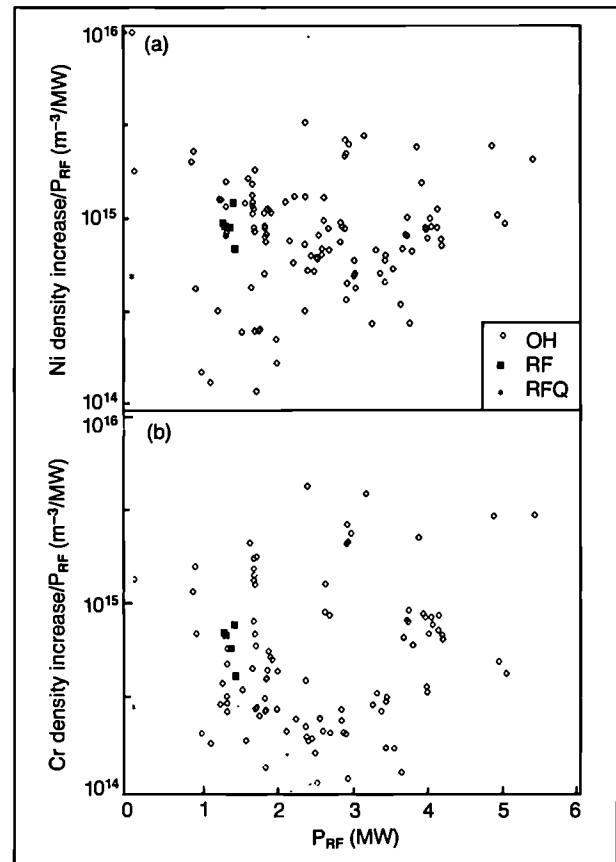 10¹⁶
(a)
Ni density increase/P_RF (m⁻³/MW)
10¹⁵
OH
RF
RFQ
10¹⁴
10¹⁶
(b)
Cr density increase/P_RF (m⁻³/MW)
10¹⁵
10¹⁴
0 1 2 3 4 5 6
P_RF (MW)